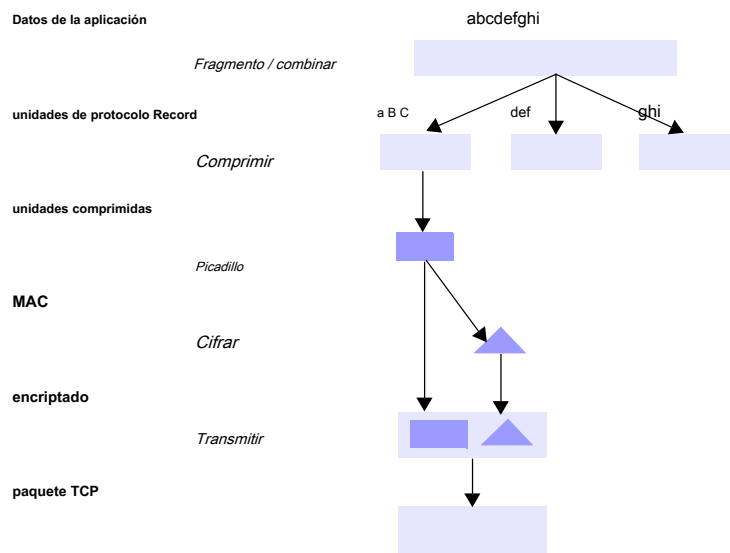 Datos de la aplicación
abcdefghi
Fragmento / combinar
unidades de protocolo Record
a B C
def
ghi
Comprimir
unidades comprimidas
Picadillo
MAC
Cifrar
encriptado
Transmitir
paquete TCP